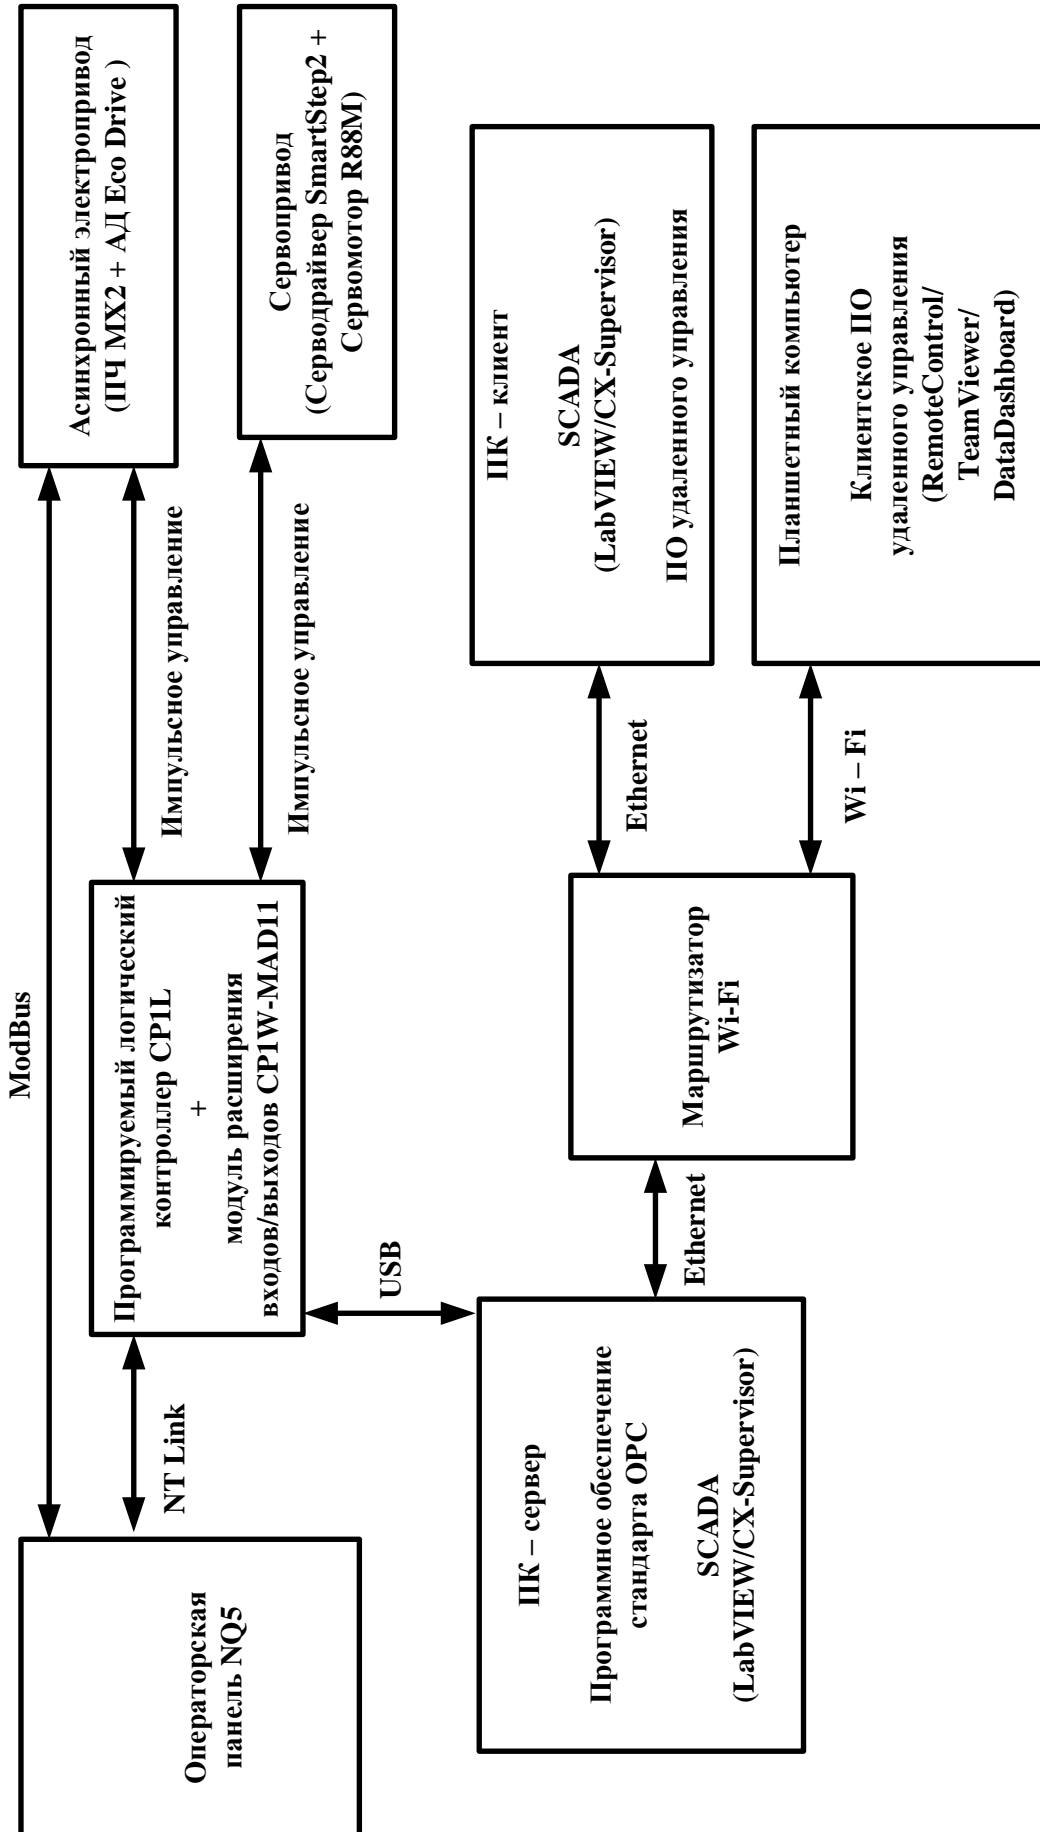 ModBus
Операторская
панель NQ5
NT Link
Программируемый логический
контроллер CP1L
+
модуль расширения
входов/выходов CP1W-MAD11
Импульсное управление
Асинхронный электропривод
(ПЧ MX2 + АД Eco Drive )
Импульсное управление
Сервопривод
(Серводрайвер SmartStep2 +
Сервомотор R88M)
USB
ПК – сервер
Программное обеспечение
стандарта OPC
SCADA
(LabVIEW/CX-Supervisor)
Ethernet
Маршрутизатор
Wi-Fi
Ethernet
ПК – клиент
SCADA
(LabVIEW/CX-Supervisor)
ПО удаленного управления
Wi – Fi
Планшетный компьютер
Клиентское ПО
удаленного управления
(RemoteControl/
TeamViewer/
DataDashboard)